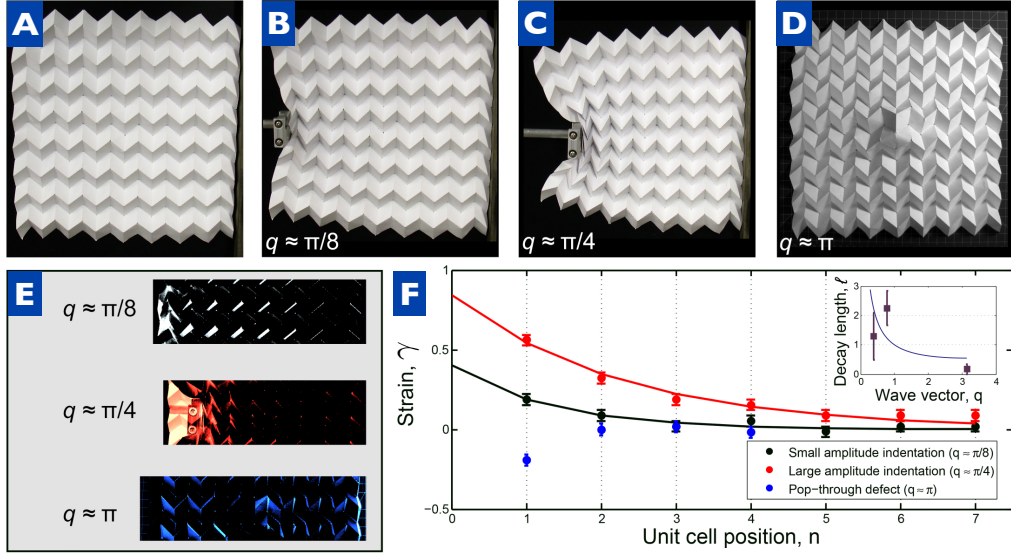 A
B
q ≈ π/8
C
q ≈ π/4
D
q ≈ π
E
q ≈ π/8
q ≈ π/4
q ≈ π
F
1
0.5
0
−0.5
Strain, γ
0 1 2 3 4 5 6 7
Unit cell position, n
3
2
1
0
Decay length, ℓ
0 1 2 3 4
Wave vector, q
Small amplitude indentation (q ≈ π/8)
Large amplitude indentation (q ≈ π/4)
Pop−through defect (q ≈ π)